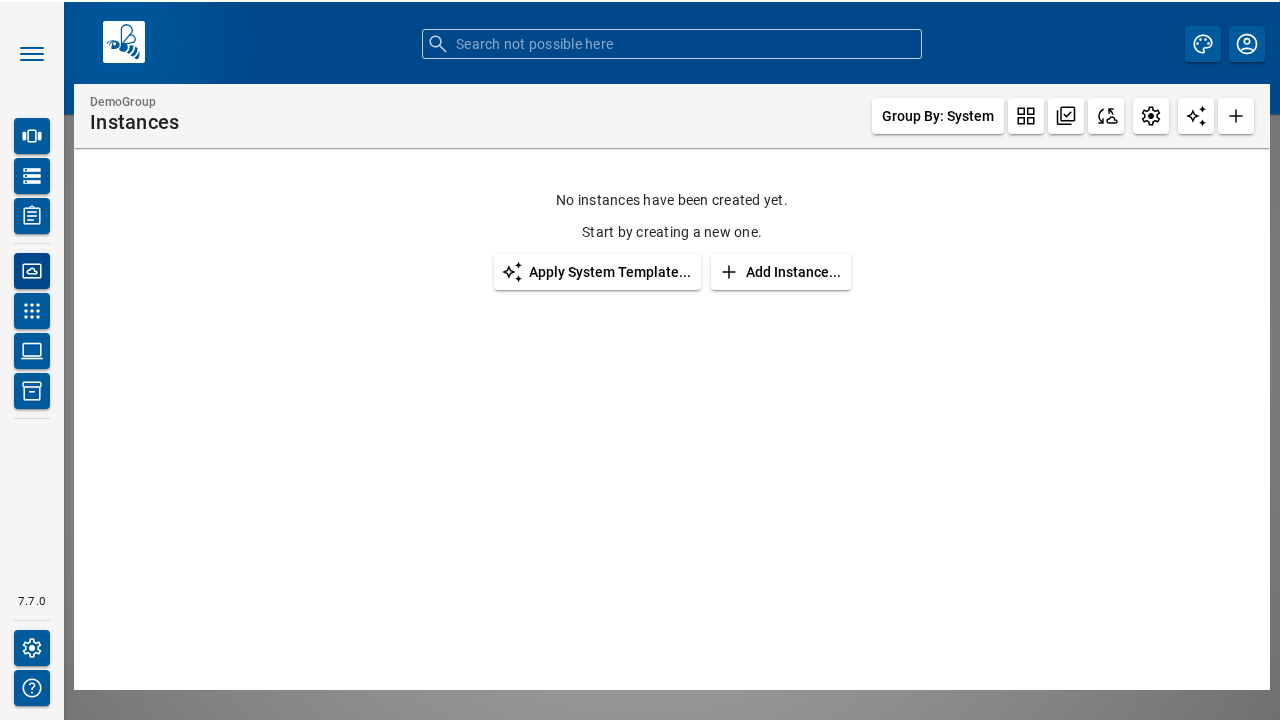 Search not possible here
DemoGroup
Instances
Group By: System
No instances have been created yet.
Start by creating a new one.
Apply System Template...
Add Instance...
7.7.0